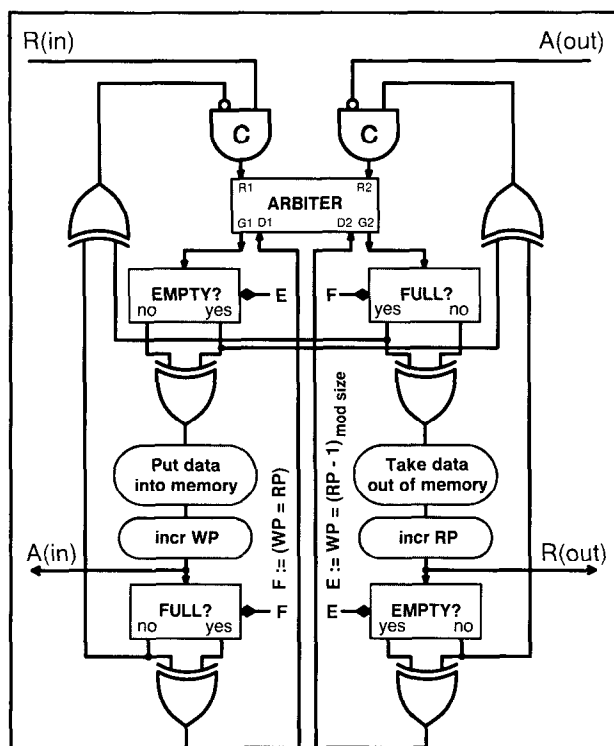 R(in)
A(out)
C
C
R1
R2
ARBITER
G1 D1
D2 G2
EMPTY?
no
yes
E
F
FULL?
yes
no
Put data
into memory
Take data
out of memory
incr WP
incr RP
F := (WP = RP)
E := WP = (RP - 1) mod size
A(in)
R(out)
FULL?
no
yes
F
E
EMPTY?
yes
no